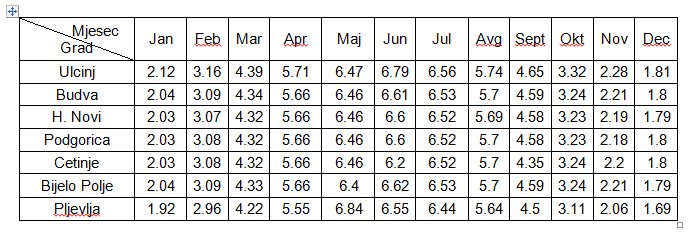 Mjesec
Grad Jan Feb Mar Apr Maj Jun Jul Avg Sept Okt Nov Dec
Ulcinj 2.12 3.16 4.39 5.71 6.47 6.79 6.56 5.74 4.65 3.32 2.28 1.81
Budva 2.04 3.09 4.34 5.66 6.46 6.61 6.53 5.7 4.59 3.24 2.21 1.8
H. Novi 2.03 3.07 4.32 5.66 6.46 6.6 6.52 5.69 4.58 3.23 2.19 1.79
Podgorica 2.03 3.08 4.32 5.66 6.46 6.6 6.52 5.7 4.58 3.23 2.18 1.8
Cetinje 2.03 3.08 4.32 5.66 6.46 6.2 6.52 5.7 4.35 3.24 2.2 1.8
Bijelo Polje 2.04 3.09 4.33 5.66 6.4 6.62 6.53 5.7 4.59 3.24 2.21 1.79
Pljevlja 1.92 2.96 4.22 5.55 6.84 6.55 6.44 5.64 4.5 3.11 2.06 1.69